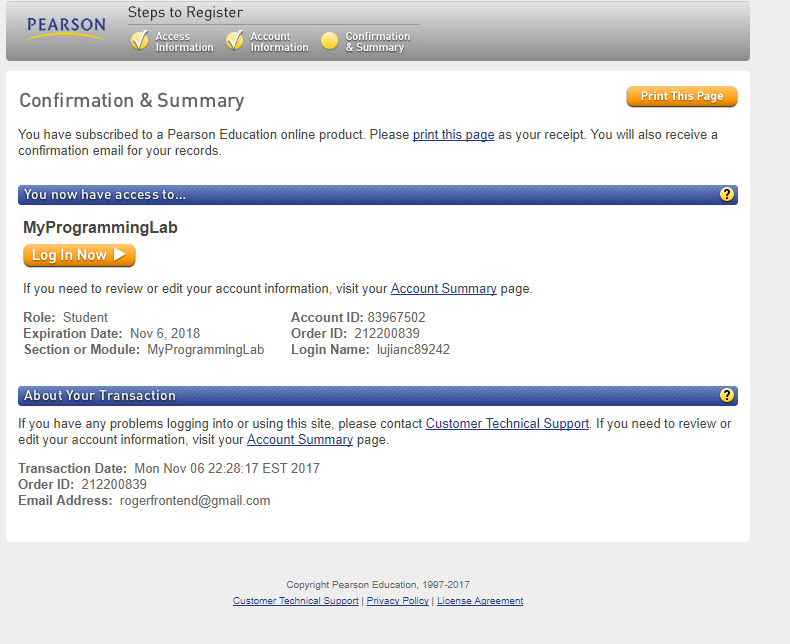 PEARSON
Steps to Register
Access
Information
Account
Information
Confirmation
& Summary
Confirmation & Summary
Print This Page
You have subscribed to a Pearson Education online product. Please print this page as your receipt. You will also receive a
confirmation email for your records.
You now have access to...
?
MyProgrammingLab
Log In Now
If you need to review or edit your account information, visit your Account Summary page.
Role: Student
Account ID: 83967502
Expiration Date: Nov 6, 2018
Order ID: 212200839
Section or Module: MyProgrammingLab
Login Name: lujianc89242
About Your Transaction
?
If you have any problems logging into or using this site, please contact Customer Technical Support. If you need to review or
edit your account information, visit your Account Summary page.
Transaction Date: Mon Nov 06 22:28:17 EST 2017
Order ID: 212200839
Email Address: rogerfrontend@gmail.com
Copyright Pearson Education, 1997-2017
Customer Technical Support | Privacy Policy | License Agreement